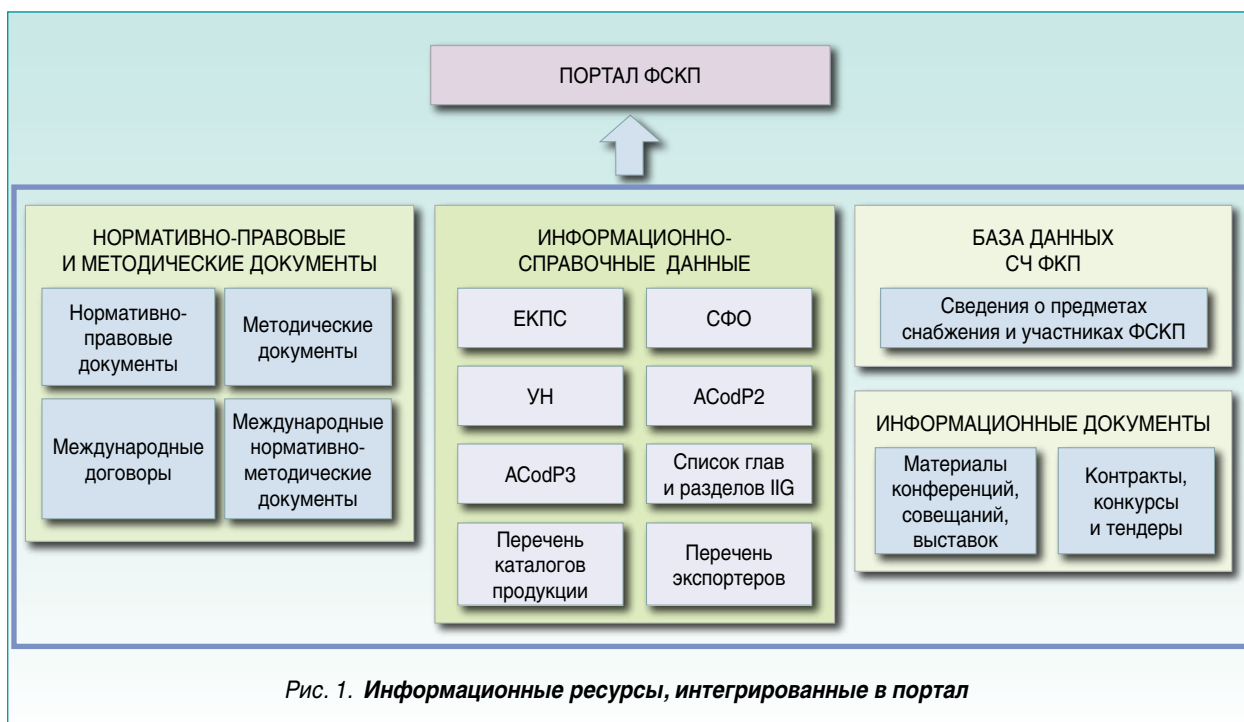 ПОРТАЛ ФСКП
НОРМАТИВНО-ПРАВОВЫЕ
И МЕТОДИЧЕСКИЕ ДОКУМЕНТЫ
Нормативно-
правовые
документы
Методические
документы
Международные
договоры
Международные
нормативно-
методические
документы
ИНФОРМАЦИОННО-
СПРАВОЧНЫЕ ДАННЫЕ
ЕКПС
СФО
УН
ACodP2
ACodP3
Список глав
и разделов IIG
Перечень
каталогов
продукции
Перечень
экспортеров
БАЗА ДАННЫХ
СЧ ФКП
Сведения о предметах
снабжения и участниках ФСКП
ИНФОРМАЦИОННЫЕ ДОКУМЕНТЫ
Материалы
конференций,
совещаний,
выставок
Контракты,
конкурсы
и тендеры
Рис. 1. Информационные ресурсы, интегрированные в портал